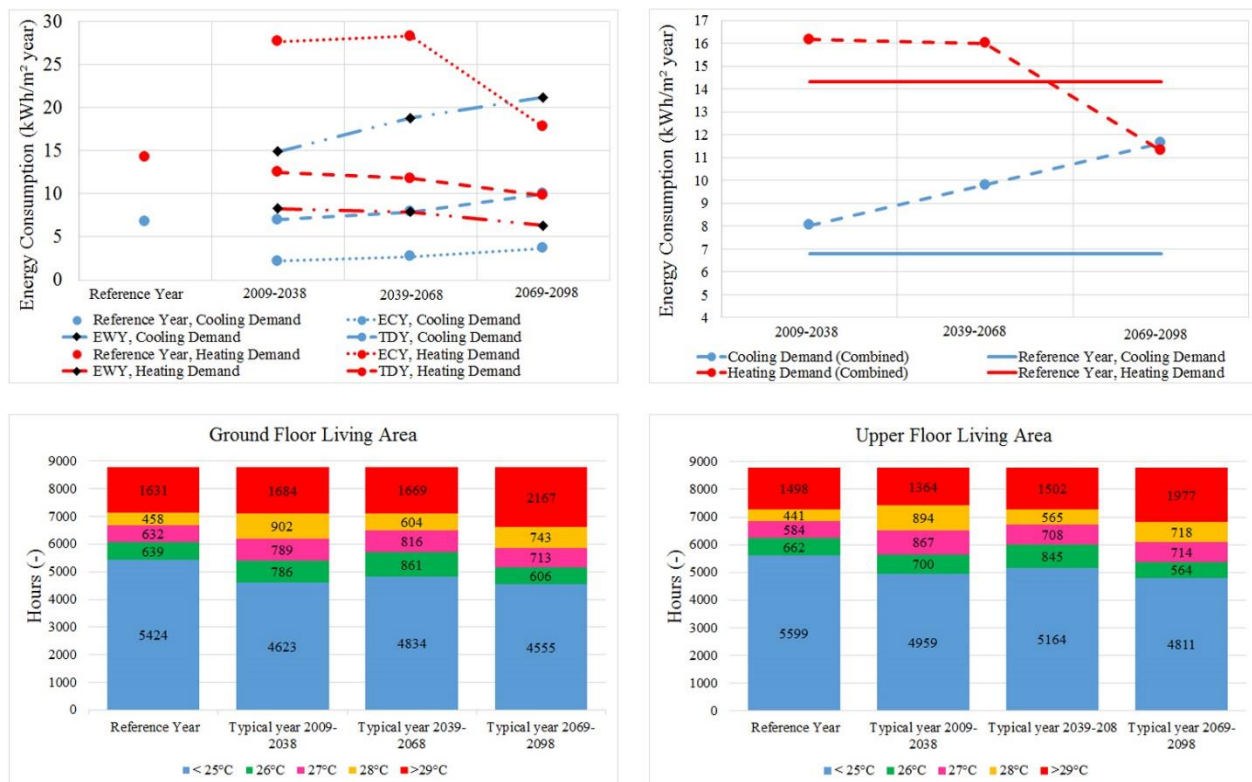 Energy Consumption (kWh/m² year)
30
25
20
15
10
5
0
Reference Year
2009-2038
2039-2068
2069-2098
Reference Year, Cooling Demand
ECY, Cooling Demand
EWY, Cooling Demand
TDY, Cooling Demand
Reference Year, Heating Demand
ECY, Heating Demand
EWY, Heating Demand
TDY, Heating Demand
Energy Consumption (kWh/m² year)
17
16
15
14
13
12
11
10
9
8
7
6
5
4
2009-2038
2039-2068
2069-2098
Cooling Demand (Combined)
Reference Year, Cooling Demand
Heating Demand (Combined)
Reference Year, Heating Demand
Ground Floor Living Area
Hours (-)
9000
8000
7000
6000
5000
4000
3000
2000
1000
0
1631
458
632
639
5424
1684
902
789
786
4623
1669
604
816
861
4834
2167
743
713
606
4555
Reference Year
Typical year 2009-
2038
Typical year 2039-
2068
Typical year 2069-
2098
< 25°C
26°C
27°C
28°C
>29°C
Upper Floor Living Area
Hours (-)
9000
8000
7000
6000
5000
4000
3000
2000
1000
0
1498
441
584
662
5599
1364
894
867
700
4959
1502
565
708
845
5164
1977
718
714
564
4811
Reference Year
Typical year 2009-
2038
Typical year 2039-208
Typical year 2069-
2098
< 25°C
26°C
27°C
28°C
>29°C